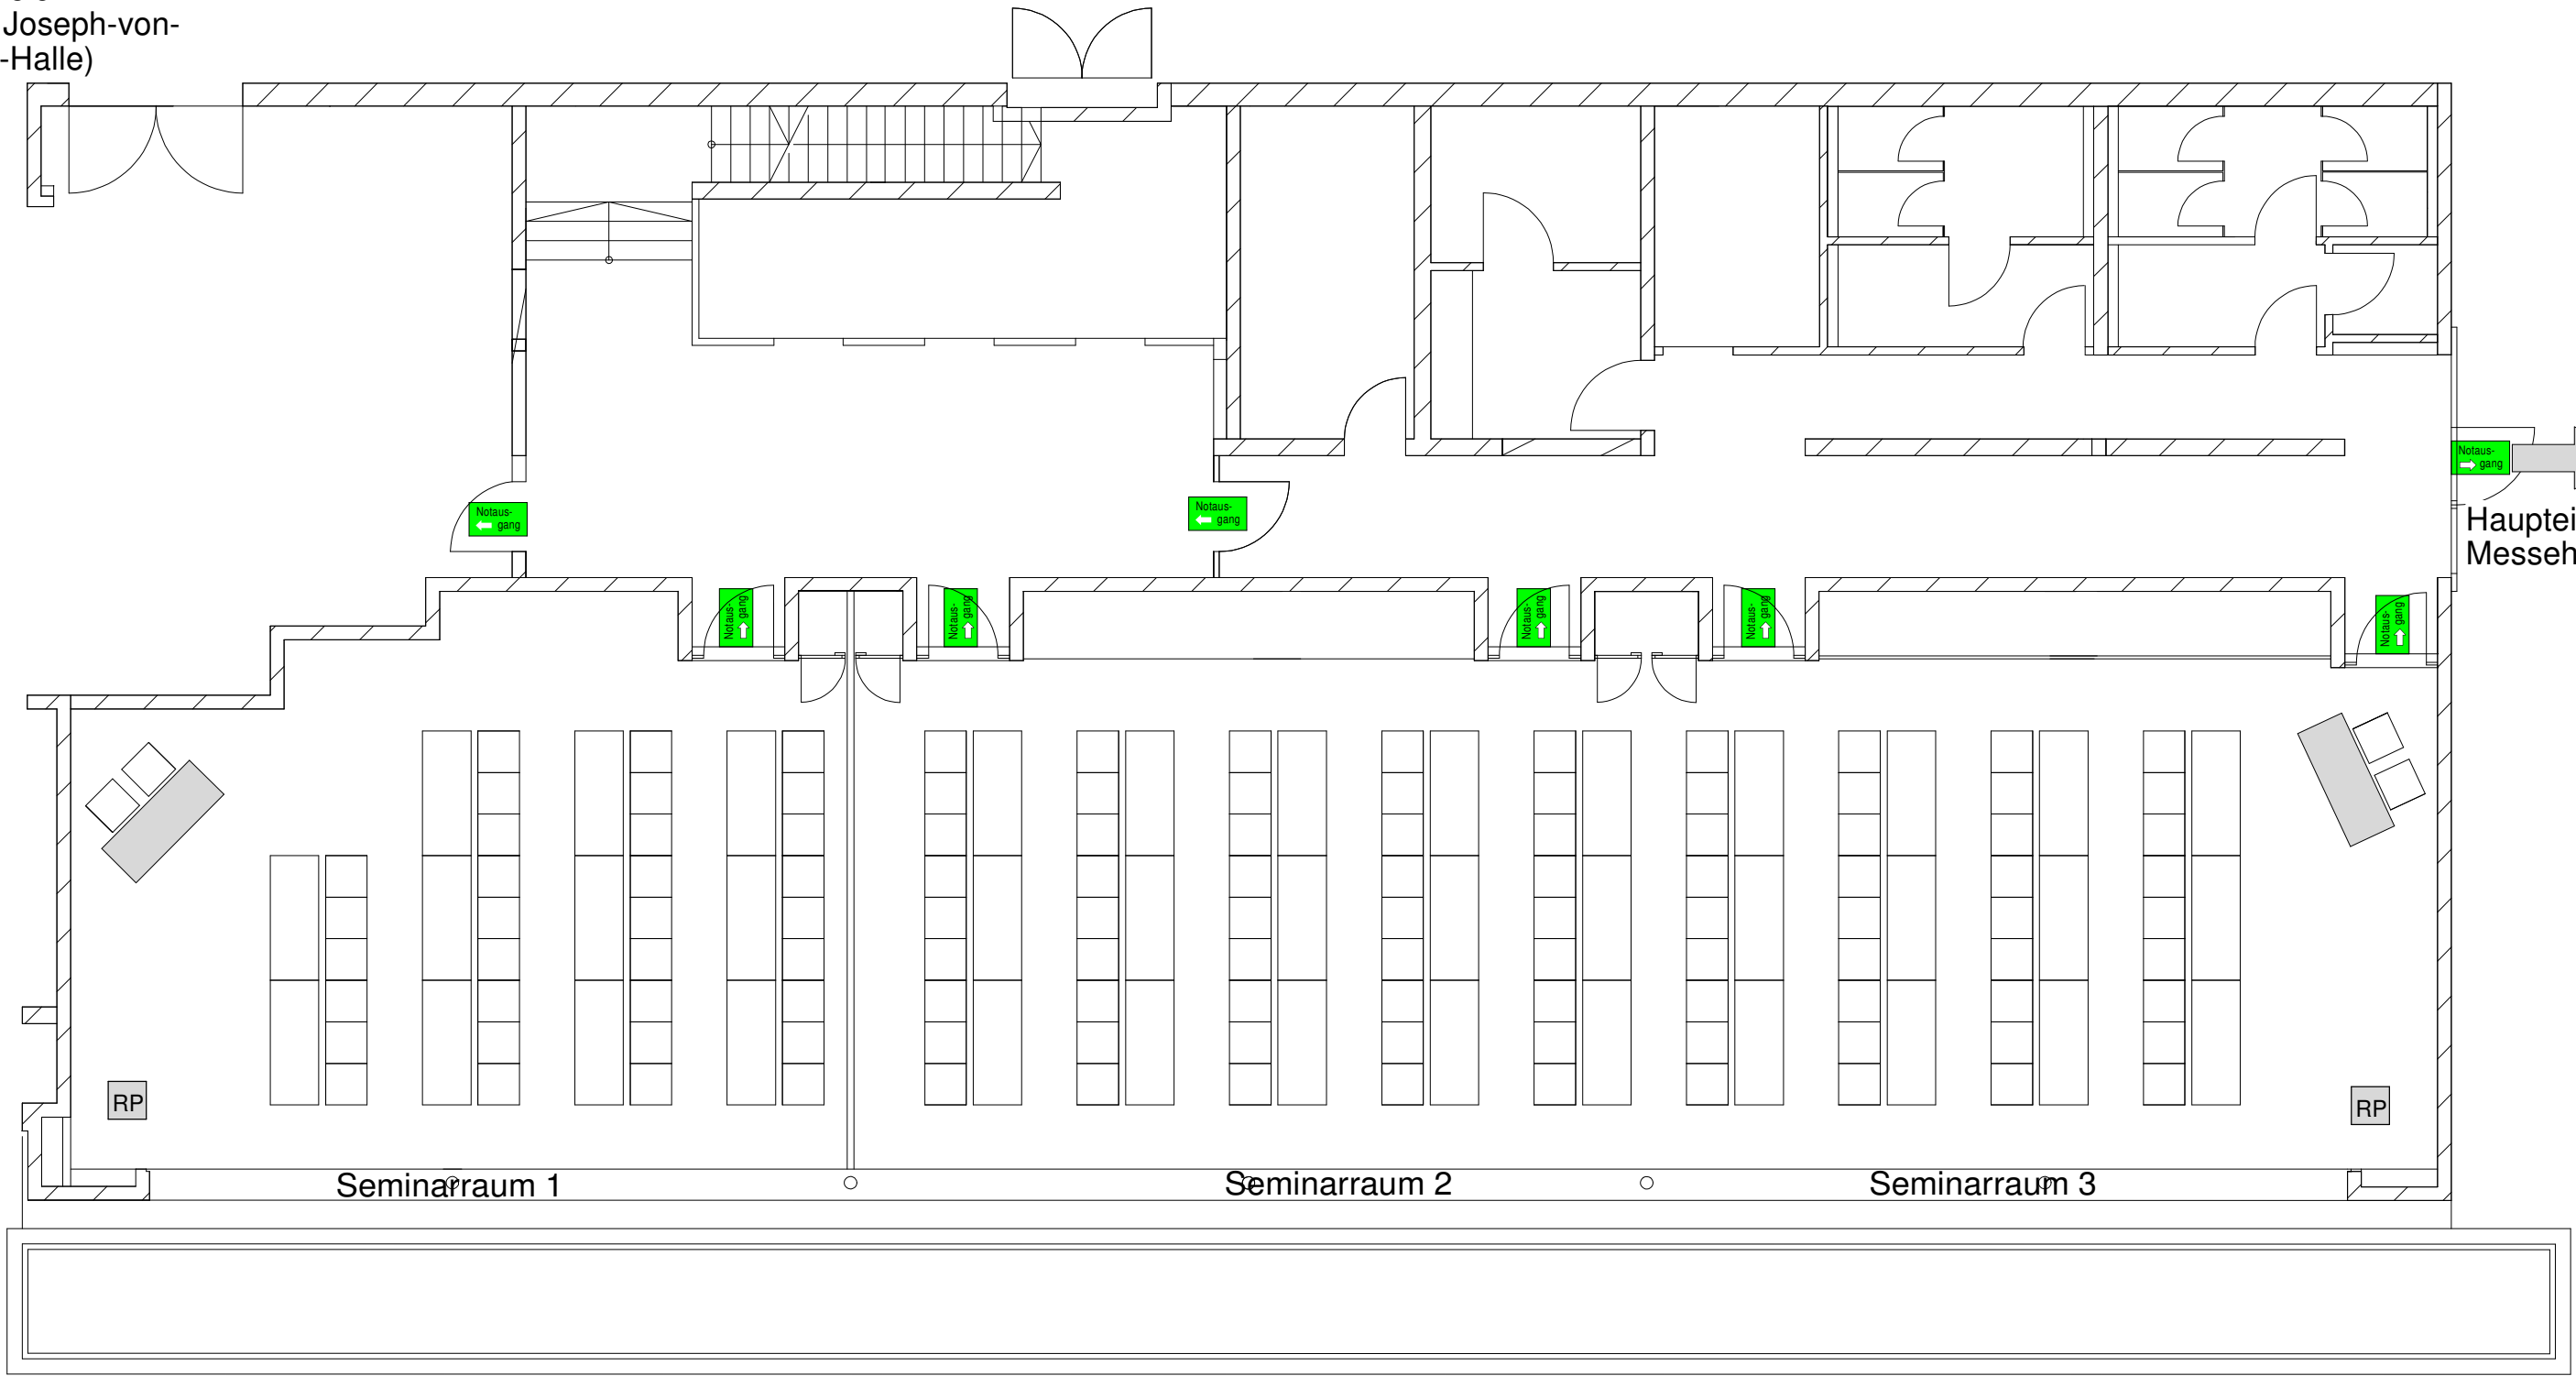 Joseph-von-
-Halle)
Notaus-
gang
Notaus-
gang
Notaus-
gang
Hauptei
Messeh
Notaus-
gang
Notaus-
gang
Notaus-
gang
Notaus-
gang
Notaus-
gang
RP
RP
Seminarraum 1
Seminarraum 2
Seminarraum 3